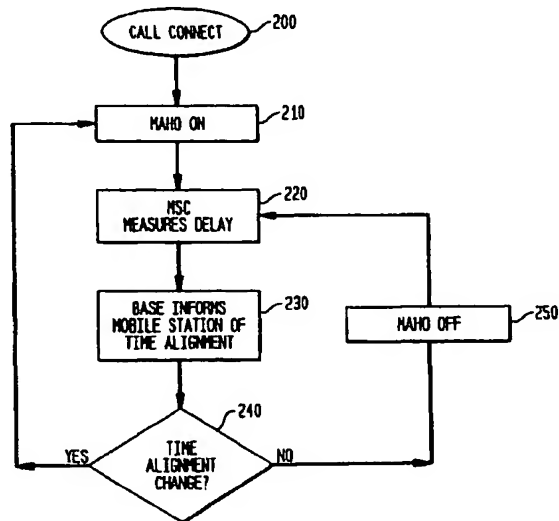 CALL CONNECT
200
MAHO ON
210
MSC
MEASURES DELAY
220
BASE INFORMS
MOBILE STATION OF
TIME ALIGNMENT
230
MAHO OFF
250
TIME
ALIGNMENT
CHANGE?
240
YES
NO